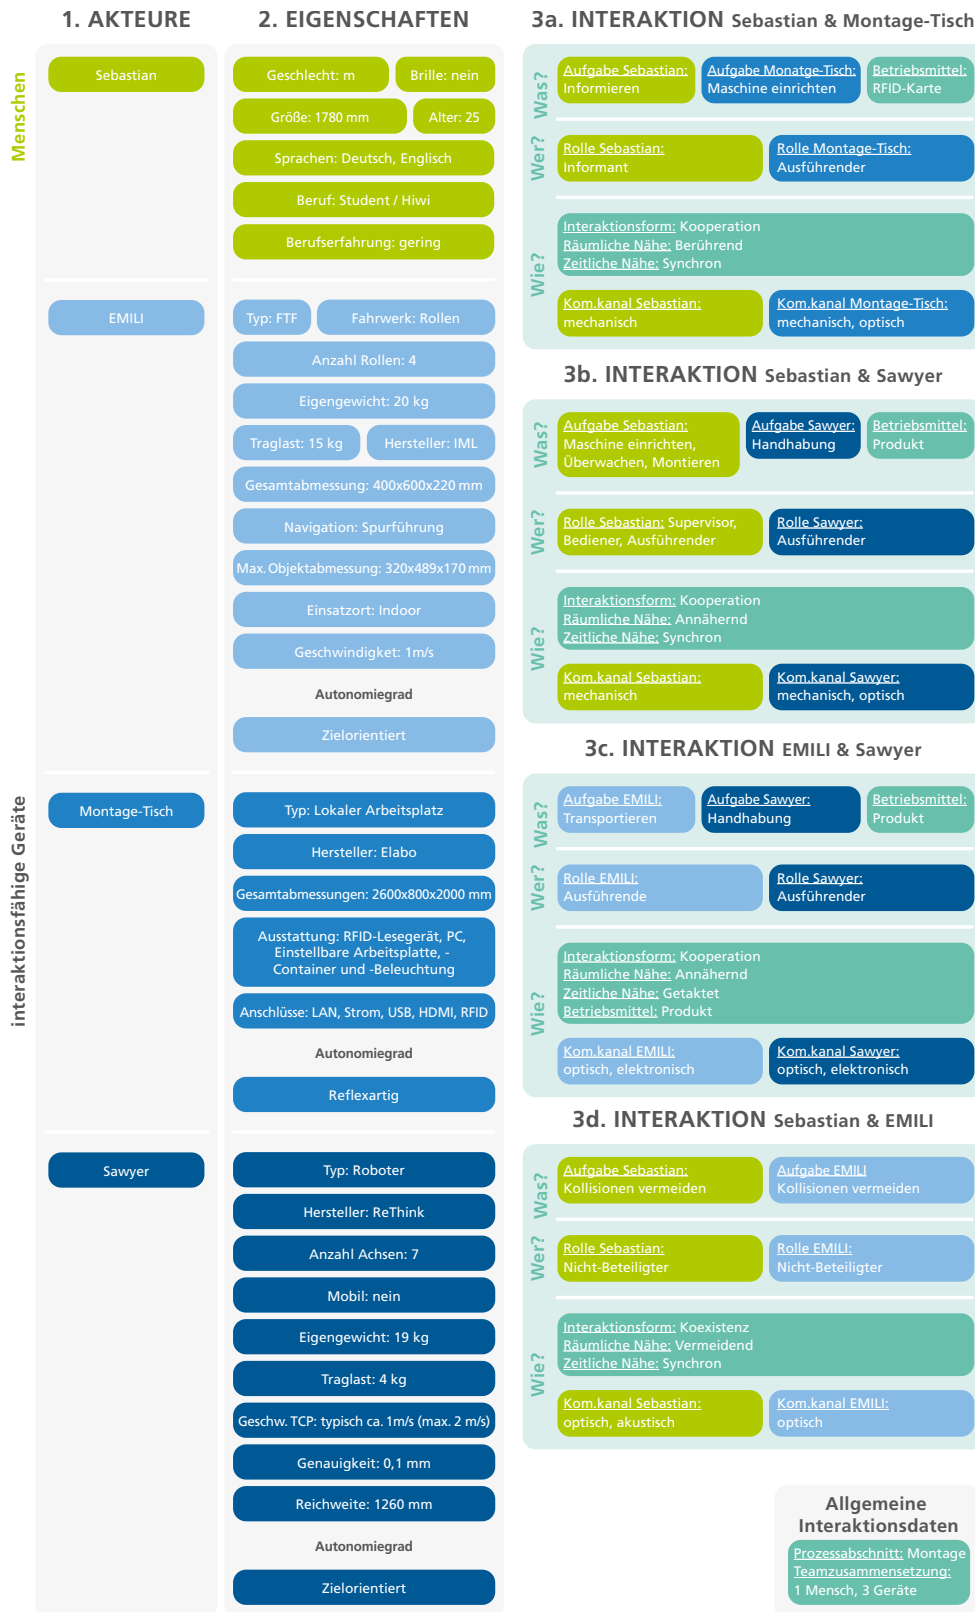 1. AKTEURE
Menschen
Sebastian
EMILI
interaktionsfähige Geräte
Montage-Tisch
Sawyer
2. EIGENSCHAFTEN
Geschlecht: m
Brille: nein
Größe: 1780 mm
Alter: 25
Sprachen: Deutsch, Englisch
Beruf: Student / Hiwi
Berufserfahrung: gering
Typ: FTF
Fahrwerk: Rollen
Anzahl Rollen: 4
Eigengewicht: 20 kg
Traglast: 15 kg
Hersteller: IML
Gesamtabmessung: 400x600x220 mm
Navigation: Spurführung
Max. Objektabmessung: 320x489x170 mm
Einsatzort: Indoor
Geschwindigket: 1m/s
Autonomiegrad
Zielorientiert
Typ: Lokaler Arbeitsplatz
Hersteller: Elabo
Gesamtabmessungen: 2600x800x2000 mm
Ausstattung: RFID-Lesegerät, PC,
Einstellbare Arbeitsplatte, -
Container und -Beleuchtung
Anschlüsse: LAN, Strom, USB, HDMI, RFID
Autonomiegrad
Reflexartig
Typ: Roboter
Hersteller: ReThink
Anzahl Achsen: 7
Mobil: nein
Eigengewicht: 19 kg
Traglast: 4 kg
Geschw. TCP: typisch ca. 1m/s (max. 2 m/s)
Genauigkeit: 0,1 mm
Reichweite: 1260 mm
Autonomiegrad
Zielorientiert
3a. INTERAKTION Sebastian & Montage-Tisch
Was?
Aufgabe Sebastian:
Informieren
Aufgabe Monatge-Tisch:
Maschine einrichten
Betriebsmittel:
RFID-Karte
Wer?
Rolle Sebastian:
Informant
Rolle Montage-Tisch:
Ausführender
Wie?
Interaktionsform: Kooperation
Räumliche Nähe: Berührend
Zeitliche Nähe: Synchron
Kom.kanal Sebastian:
mechanisch
Kom.kanal Montage-Tisch:
mechanisch, optisch
3b. INTERAKTION Sebastian & Sawyer
Was?
Aufgabe Sebastian:
Maschine einrichten,
Überwachen, Montieren
Aufgabe Sawyer:
Handhabung
Betriebsmittel:
Produkt
Wer?
Rolle Sebastian: Supervisor,
Bediener, Ausführender
Rolle Sawyer:
Ausführender
Wie?
Interaktionsform: Kooperation
Räumliche Nähe: Annähernd
Zeitliche Nähe: Synchron
Kom.kanal Sebastian:
mechanisch
Kom.kanal Sawyer:
mechanisch, optisch
3c. INTERAKTION EMILI & Sawyer
Was?
Aufgabe EMILI:
Transportieren
Aufgabe Sawyer:
Handhabung
Betriebsmittel:
Produkt
Wer?
Rolle EMILI:
Ausführende
Rolle Sawyer:
Ausführender
Wie?
Interaktionsform: Kooperation
Räumliche Nähe: Annähernd
Zeitliche Nähe: Getaktet
Betriebsmittel: Produkt
Kom.kanal EMILI:
optisch, elektronisch
Kom.kanal Sawyer:
optisch, elektronisch
3d. INTERAKTION Sebastian & EMILI
Was?
Aufgabe Sebastian:
Kollisionen vermeiden
Aufgabe EMILI
Kollisionen vermeiden
Wer?
Rolle Sebastian:
Nicht-Beteiligter
Rolle EMILI:
Nicht-Beteiligter
Wie?
Interaktionsform: Koexistenz
Räumliche Nähe: Vermeidend
Zeitliche Nähe: Synchron
Kom.kanal Sebastian:
optisch, akustisch
Kom.kanal EMILI:
optisch
Allgemeine
Interaktionsdaten
Prozessabschnitt: Montage
Teamzusammensetzung:
1 Mensch, 3 Geräte